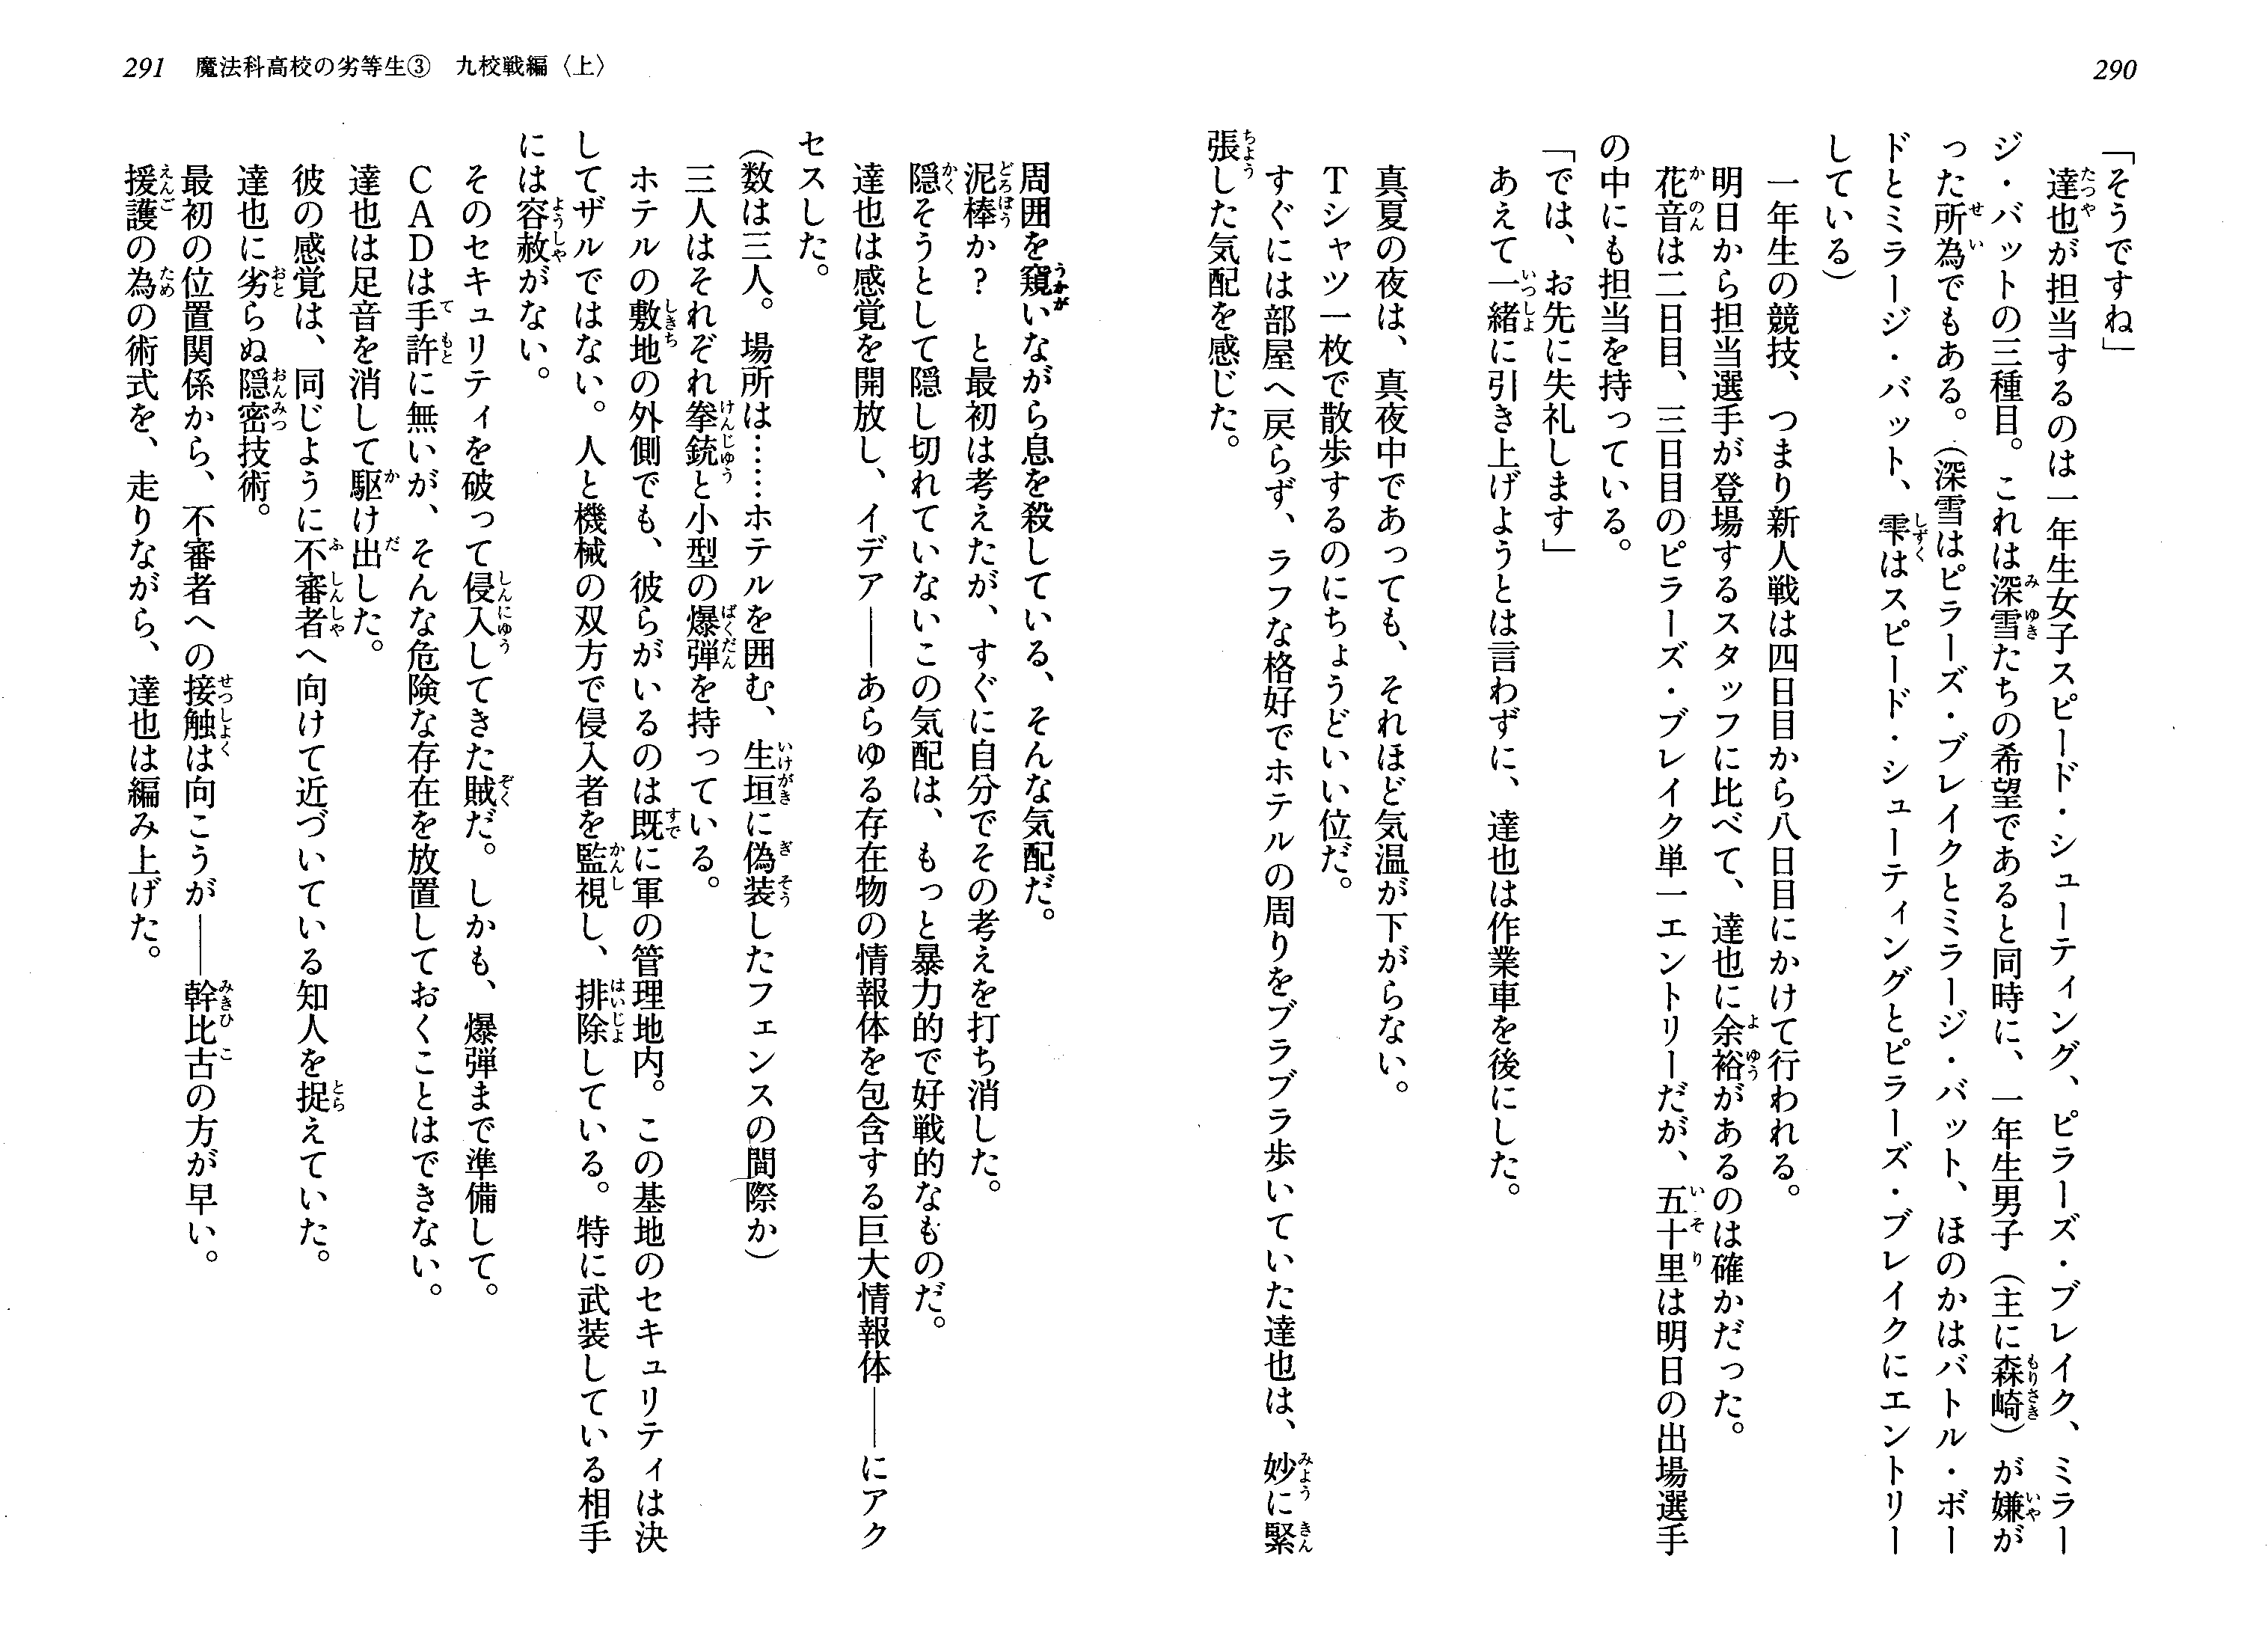 290
「そうですね」
達也が担当するのは一年生女子スピード・シューティング、ピラーズ・ブレイク、ミラー
ジ・バットの三種目。これは深雪たちの希望であると同時に、一年生男子（主に森崎）が嫌が
った所為でもある。（深雪はピラーズ・ブレイクとミラージ・バット、ほのかはバトル・ボー
ドとミラージ・バット、雫はスピード・シューティングとピラーズ・ブレイクにエントリー
している）
一年生の競技、つまり新人戦は四日目から八日目にかけて行われる。
明日から担当選手が登場するスタッフに比べて、達也に余裕があるのは確かだった。
花音は二日目、三日目のピラーズ・ブレイク単一エントリーだが、五十里は明日の出場選手
の中にも担当を持っている。
「では、お先に失礼します」
あえて一緒に引き上げようとは言わずに、達也は作業車を後にした。
真夏の夜は、真夜中であっても、それほど気温が下がらない。
Ｔシャツ一枚で散歩するのにちょうどいい位だ。
すぐには部屋へ戻らず、ラフな格好でホテルの周りをブラブラ歩いていた達也は、妙に緊
張した気配を感じた。
291 魔法科高校の劣等生③ 九校戦編〈上〉
周囲を窺いながら息を殺している、そんな気配だ。
泥棒か？ と最初は考えたが、すぐに自分でその考えを打ち消した。
隠そうとして隠し切れていないこの気配は、もっと暴力的で好戦的なものだ。
達也は感覚を開放し、イデア――あらゆる存在物の情報体を包含する巨大情報体――にアク
セスした。
（数は三人。場所は……ホテルを囲む、生垣に偽装したフェンスの間際か）
三人はそれぞれ拳銃と小型の爆弾を持っている。
ホテルの敷地の外側でも、彼らがいるのは既に軍の管理地内。この基地のセキュリティは決
してザルではない。人と機械の双方で侵入者を監視し、排除している。特に武装している相手
には容赦がない。
そのセキュリティを破って侵入してきた賊だ。しかも、爆弾まで準備して。
ＣＡＤは手許に無いが、そんな危険な存在を放置しておくことはできない。
達也は足音を消して駆け出した。
彼の感覚は、同じように不審者へ向けて近づいている知人を捉えていた。
達也に劣らぬ隠密技術。
最初の位置関係から、不審者への接触は向こうが――幹比古の方が早い。
援護の為の術式を、走りながら、達也は編み上げた。